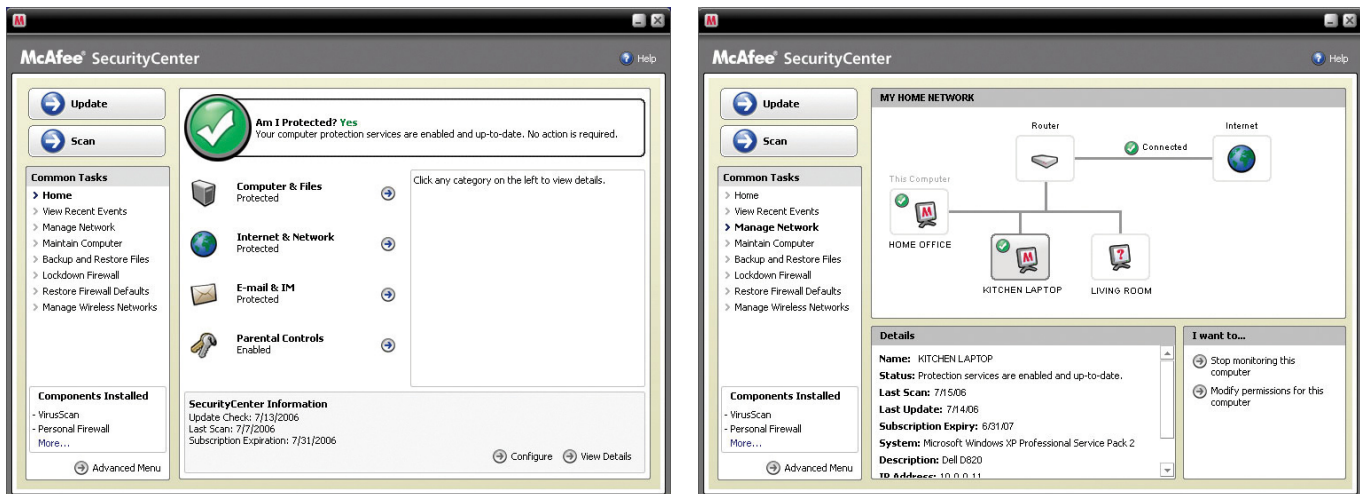 McAfee® SecurityCenter
Help
Update
Scan
Common Tasks
> Home
> View Recent Events
> Manage Network
> Maintain Computer
> Backup and Restore Files
> Lockdown Firewall
> Restore Firewall Defaults
> Manage Wireless Networks
Components Installed
- VirusScan
- Personal Firewall
More...
Advanced Menu
Am I Protected? Yes
Your computer protection services are enabled and up-to-date. No action is required.
Computer & Files
Protected
Internet & Network
Protected
E-mail & IM
Protected
Parental Controls
Enabled
Click any category on the left to view details.
SecurityCenter Information
Update Check: 7/13/2006
Last Scan: 7/7/2006
Subscription Expiration: 7/31/2006
Configure
View Details
McAfee® SecurityCenter
Help
Update
Scan
Common Tasks
> Home
> View Recent Events
> Manage Network
> Maintain Computer
> Backup and Restore Files
> Lockdown Firewall
> Restore Firewall Defaults
> Manage Wireless Networks
Components Installed
- VirusScan
- Personal Firewall
More...
Advanced Menu
MY HOME NETWORK
Router
Internet
Connected
This Computer
HOME OFFICE
KITCHEN LAPTOP
LIVING ROOM
Details
Name: KITCHEN LAPTOP
Status: Protection services are enabled and up-to-date.
Last Scan: 7/15/06
Last Update: 7/14/06
Subscription Expiry: 6/31/07
System: Microsoft Windows XP Professional Service Pack 2
Description: Dell D820
IP Address: 10.0.0.11
I want to...
Stop monitoring this
computer
Modify permissions for this
computer